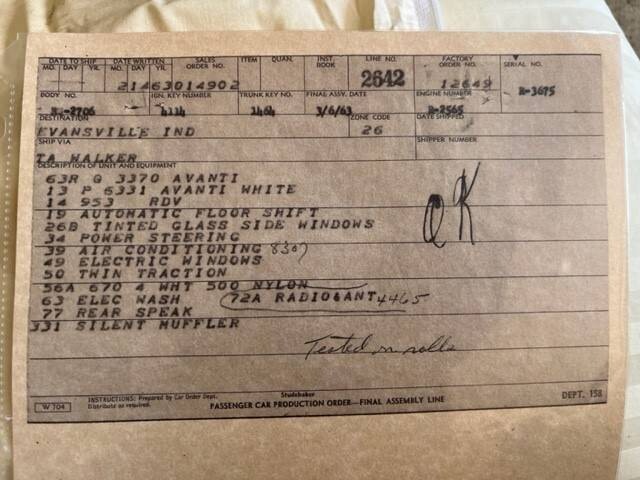 DATE TO SHIP DATE WRITTEN SALES ORDER NO. ITEM QUAN. INST. BOOK LINE NO. FACTORY ORDER NO. SERIAL NO.
MO. DAY YR. MO. DAY YR.
21463014902 2642 12649 R-3675
BODY NO. IGN. KEY NUMBER TRUNK KEY NO. FINAL ASSY. DATE ENGINE NUMBER
-2706 4114 1464 3/6/63 R-2565
DESTINATION ZONE CODE DATE SHIPPED
EVANSVILLE IND 26
SHIP VIA SHIPPER NUMBER
TA WALKER
DESCRIPTION OF UNIT AND EQUIPMENT
63R G 3370 AVANTI
13 P 6331 AVANTI WHITE
14 953 RDV
19 AUTOMATIC FLOOR SHIFT
26B TINTED GLASS SIDE WINDOWS
34 POWER STEERING
39 AIR CONDITIONING 8307
49 ELECTRIC WINDOWS
50 TWIN TRACTION
56A 670 4 WHT 500 NYLON
63 ELEC WASH 72A RADIO&ANT 4465
77 REAR SPEAK
331 SILENT MUFFLER
OK
Tested on rolls
W 704 INSTRUCTIONS: Prepared by Car Order Dept. Distribute as required.
Studebaker
PASSENGER CAR PRODUCTION ORDER—FINAL ASSEMBLY LINE
DEPT. 158